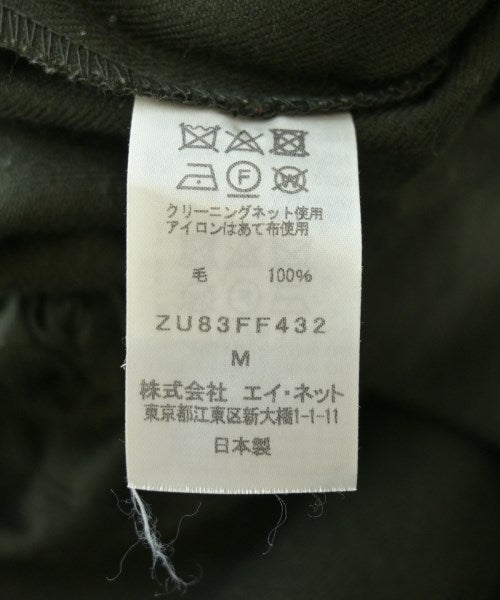 F
W
クリーニングネット使用
アイロンはあて布使用
毛 100%
ZU83FF432
M
株式会社 エイ・ネット
東京都江東区新大橋1-1-11
日本製